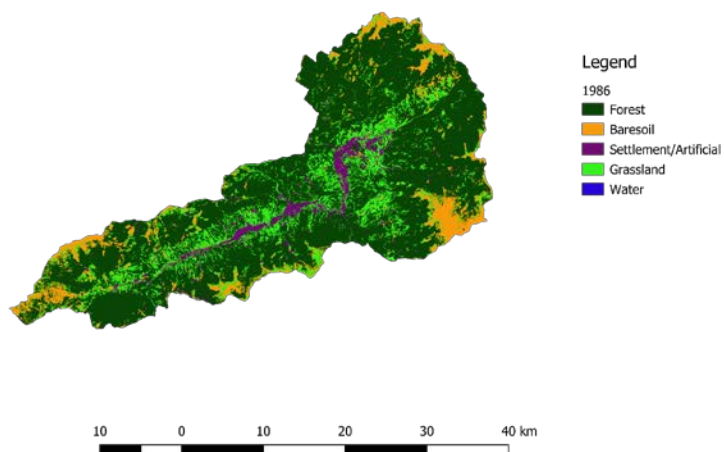 Legend
1986
Forest
Baresoil
Settlement/Artificial
Grassland
Water
10 0 10 20 30 40 km